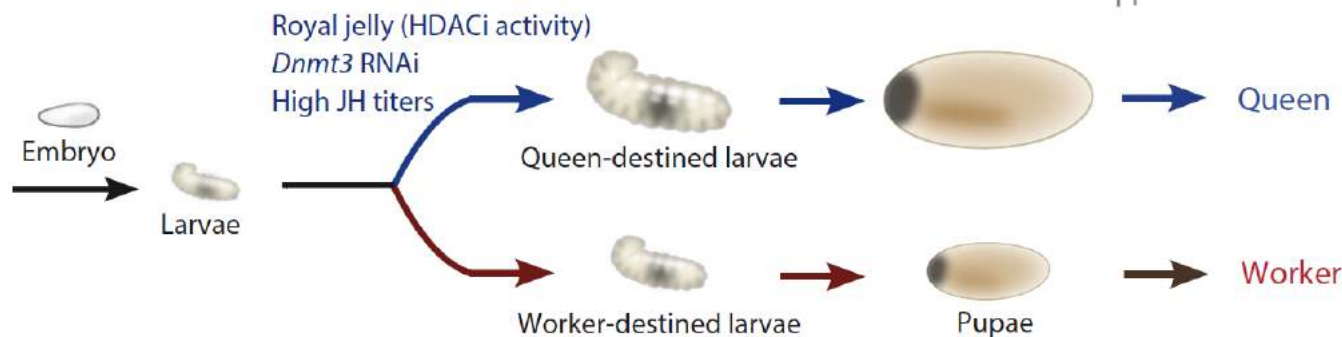 Royal jelly (HDACi activity)
Dnmt3 RNAi
High JH titers
Embryo
Larvae
Queen-destined larvae
Queen
Worker-destined larvae
Pupae
Worker